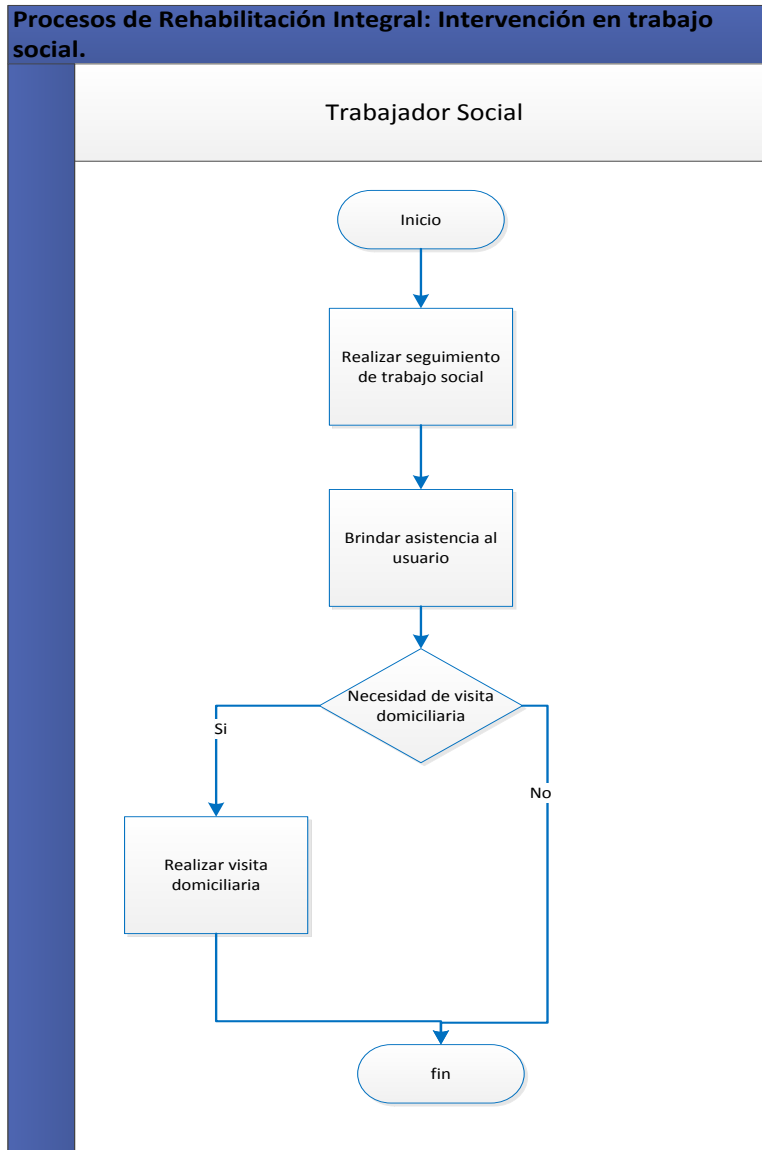 Procesos de Rehabilitación Integral: Intervención en trabajo
social.
Trabajador Social
Inicio
Realizar seguimiento
de trabajo social
Brindar asistencia al
usuario
Necesidad de visita
domiciliaria
Si
No
Realizar visita
domiciliaria
fin